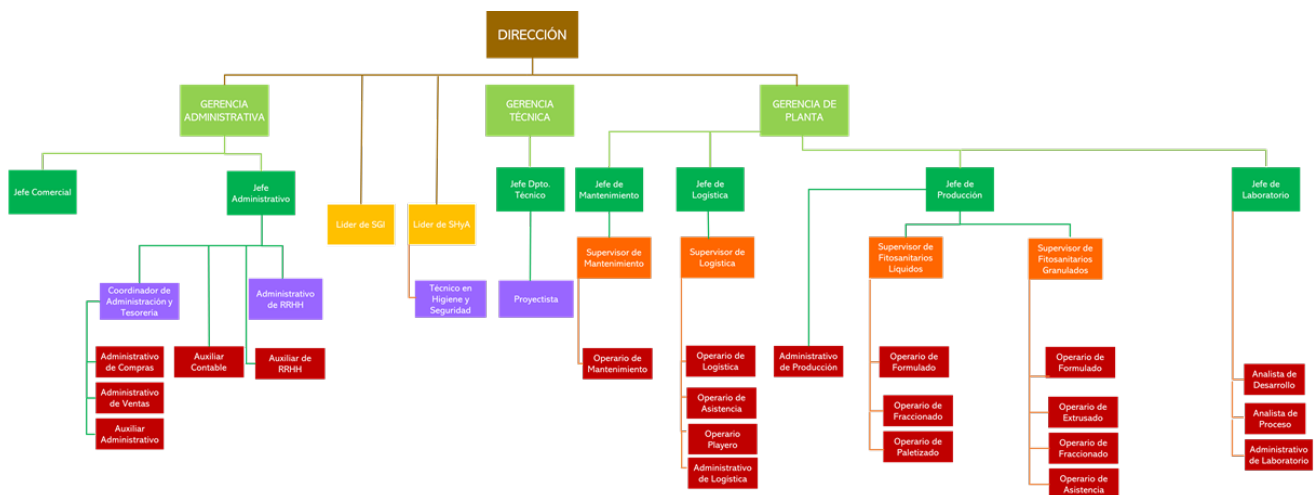 DIRECCIÓN
GERENCIA
ADMINISTRATIVA
GERENCIA
TÉCNICA
GERENCIA DE
PLANTA
Jefe Comercial
Jefe
Administrativo
Jefe Dpto.
Técnico
Jefe de
Mantenimiento
Jefe de
Logística
Jefe de
Producción
Jefe de
Laboratorio
Lider de SGI
Lider de SHyA
Supervisor de
Mantenimiento
Supervisor de
Logística
Supervisor de
Fitosanitarios
Líquidos
Supervisor de
Fitosanitarios
Granulados
Coordinador de
Administración y
Tesorería
Administrativo
de RRHH
Técnico en
Higiene y
Seguridad
Proyectista
Administrativo
de Compras
Auxiliar
Contable
Auxiliar de
RRHH
Operario de
Mantenimiento
Operario de
Logística
Administrativo
de Producción
Operario de
Formulado
Operario de
Formulado
Analista de
Desarrollo
Administrativo
de Ventas
Operario de
Asistencia
Operario de
Fraccionado
Operario de
Extrusado
Analista de
Proceso
Auxiliar
Administrativo
Operario
Playero
Operario de
Paletizado
Operario de
Fraccionado
Administrativo
de Laboratorio
Administrativo
de Logística
Operario de
Asistencia